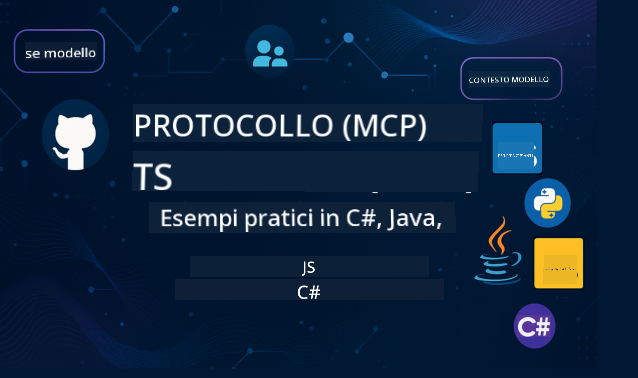 se modello
CONTESTO MODELLO
PROTOCOLLO (MCP)
TS
Esempi pratici in C#, Java,
JS
C#
C#